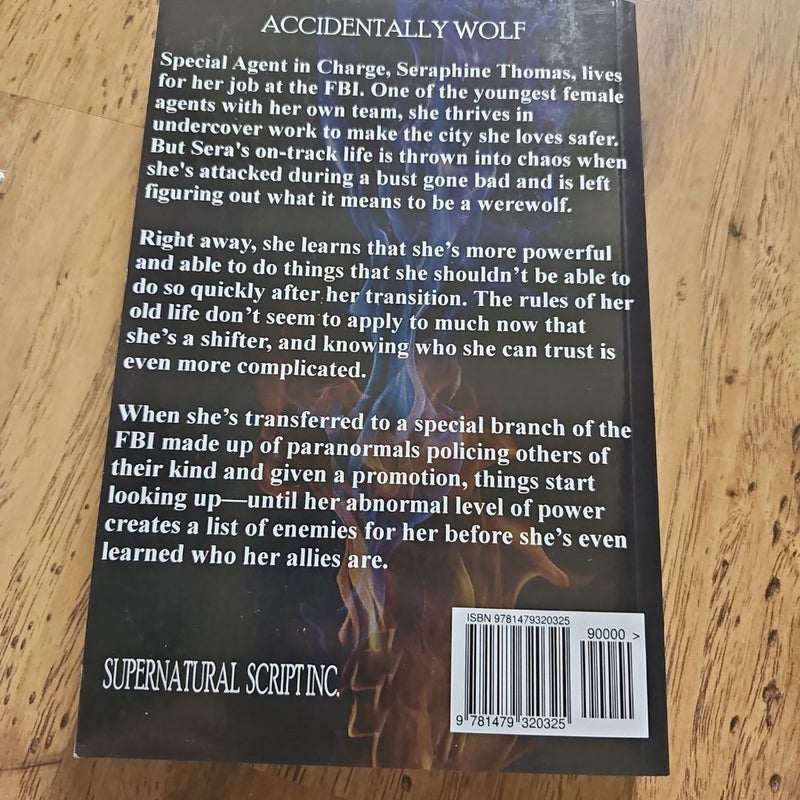 ACCIDENTALLY WOLF
Special Agent in Charge, Seraphine Thomas, lives
for her job at the FBI. One of the youngest female
agents with her own team, she thrives in
undercover work to make the city she loves safer.
But Sera's on-track life is thrown into chaos when
she's attacked during a bust gone bad and is left
figuring out what it means to be a werewolf.
Right away, she learns that she’s more powerful
and able to do things that she shouldn’t be able to
do so quickly after her transition. The rules of her
old life don’t seem to apply to much now that
she’s a shifter, and knowing who she can trust is
even more complicated.
When she’s transferred to a special branch of the
FBI made up of paranormals policing others of
their kind and given a promotion, things start
looking up—until her abnormal level of power
creates a list of enemies for her before she’s even
learned who her allies are.
SUPERNATURAL SCRIPT INC.
ISBN 9781479320325
90000 >
9 781479 320325